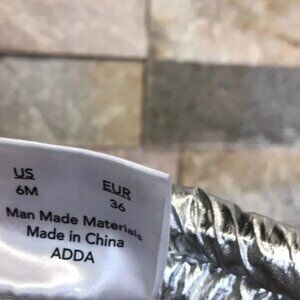 US EUR
6M 36
Man Made Materials
Made in China
ADDA